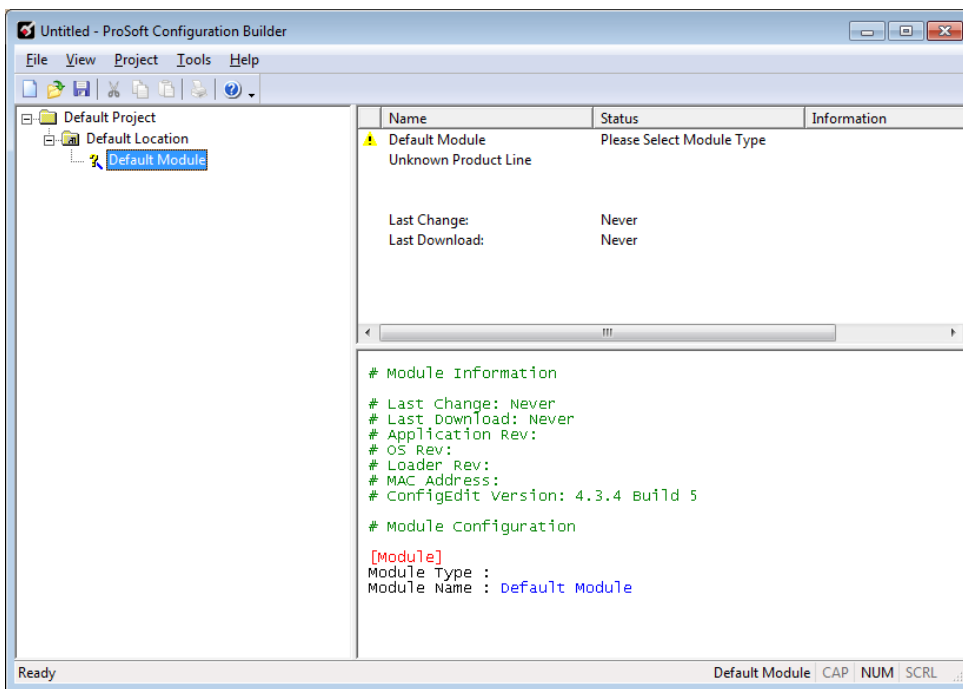 Untitled - ProSoft Configuration Builder
File View Project Tools Help
Default Project
Default Location
Default Module
Name Status Information
Default Module Please Select Module Type
Unknown Product Line
Last Change: Never
Last Download: Never
# Module Information
# Last Change: Never
# Last Download: Never
# Application Rev:
# OS Rev:
# Loader Rev:
# MAC Address:
# ConfigEdit Version: 4.3.4 Build 5
# Module Configuration
[Module]
Module Type :
Module Name : Default Module
Ready Default Module CAP NUM SCRL